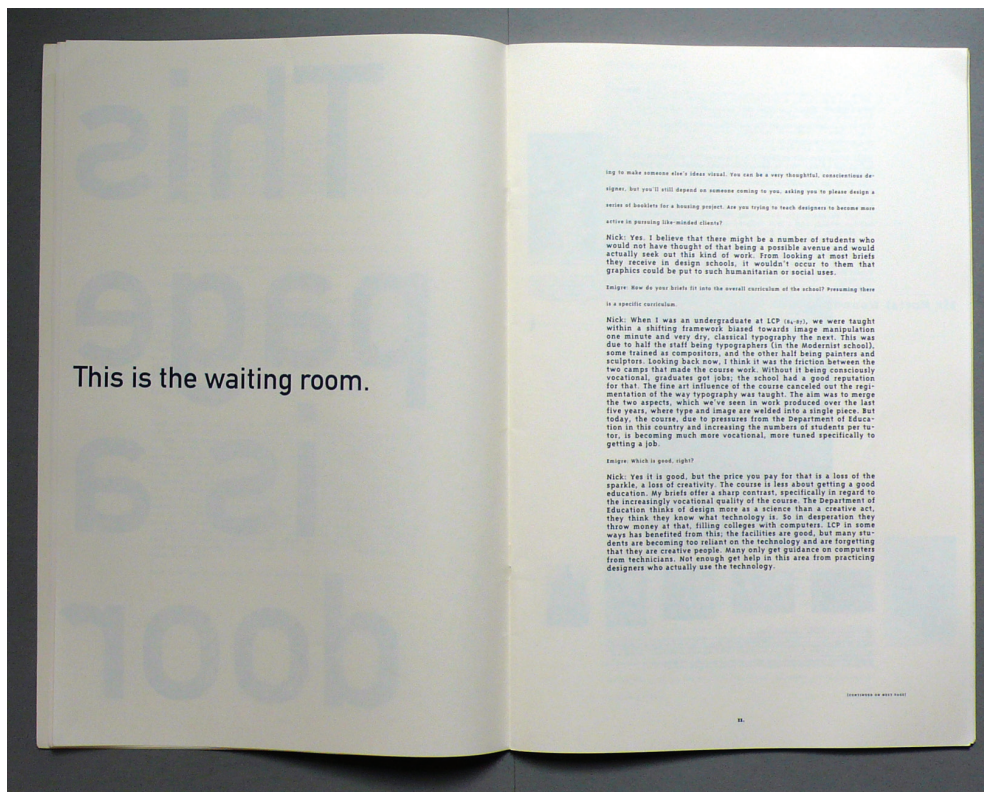 This is the waiting room.
ing to make someone else's ideas visual. You can be a very thoughtful, conscientious de-
signer, but you'll still depend on someone coming to you, asking you to please design a
series of booklets for a housing project. Are you trying to teach designers to become more
active in pursuing like-minded clients?
Nick: Yes. I believe that there might be a number of students who
would not have thought of that being a possible avenue and would
actually seek out this kind of work. From looking at most briefs
they receive in design schools, it wouldn't occur to them that
graphics could be put to such humanitarian or social uses.
Emigre: How do your briefs fit into the overall curriculum of the school? Presuming there
is a specific curriculum.
Nick: When I was an undergraduate at LCP (84-87), we were taught
within a shifting framework biased towards image manipulation
one minute and very dry, classical typography the next. This was
due to half the staff being typographers (in the Modernist school),
some trained as compositors, and the other half being painters and
sculptors. Looking back now, I think it was the friction between the
two camps that made the course work. Without it being consciously
vocational, graduates got jobs; the school had a good reputation
for that. The fine art influence of the course canceled out the regi-
mentation of the way typography was taught. The aim was to merge
the two aspects, which we've seen in work produced over the last
five years, where type and image are welded into a single piece. But
today, the course, due to pressures from the Department of Educa-
tion in this country and increasing the numbers of students per tu-
tor, is becoming much more vocational, more tuned specifically to
getting a job.
Emigre: Which is good, right?
Nick: Yes it is good, but the price you pay for that is a loss of the
sparkle, a loss of creativity. The course is less about getting a good
education. My briefs offer a sharp contrast, specifically in regard to
the increasingly vocational quality of the course. The Department of
Education thinks of design more as a science than a creative act,
they think they know what technology is. So in desperation they
throw money at that, filling colleges with computers. LCP in some
ways has benefited from this; the facilities are good, but many stu-
dents are becoming too reliant on the technology and are forgetting
that they are creative people. Many only get guidance on computers
from technicians. Not enough get help in this area from practicing
designers who actually use the technology.
(CONTINUED ON NEXT PAGE)
This
page
is a
door